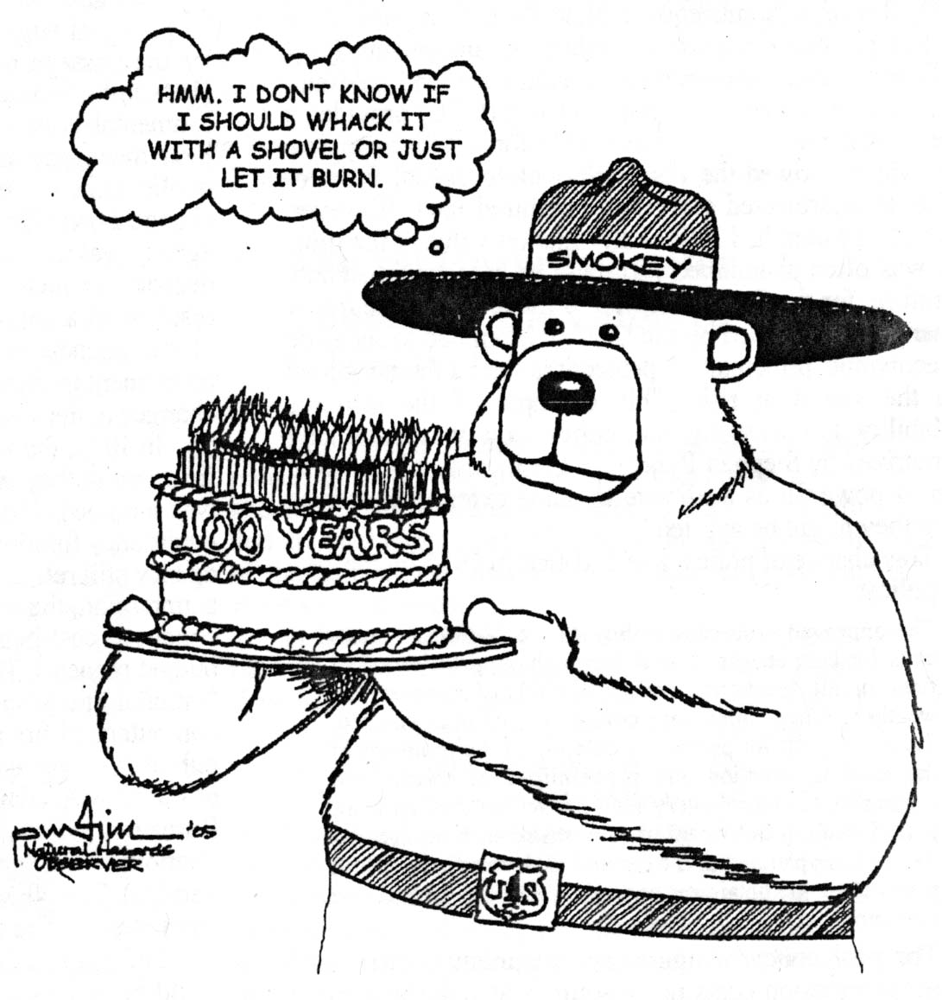 HMM. I DON'T KNOW IF
I SHOULD WHACK IT
WITH A SHOVEL OR JUST
LET IT BURN.
SMOKEY
100 YEARS
US
'05
Natural Hazards
OBSERVER